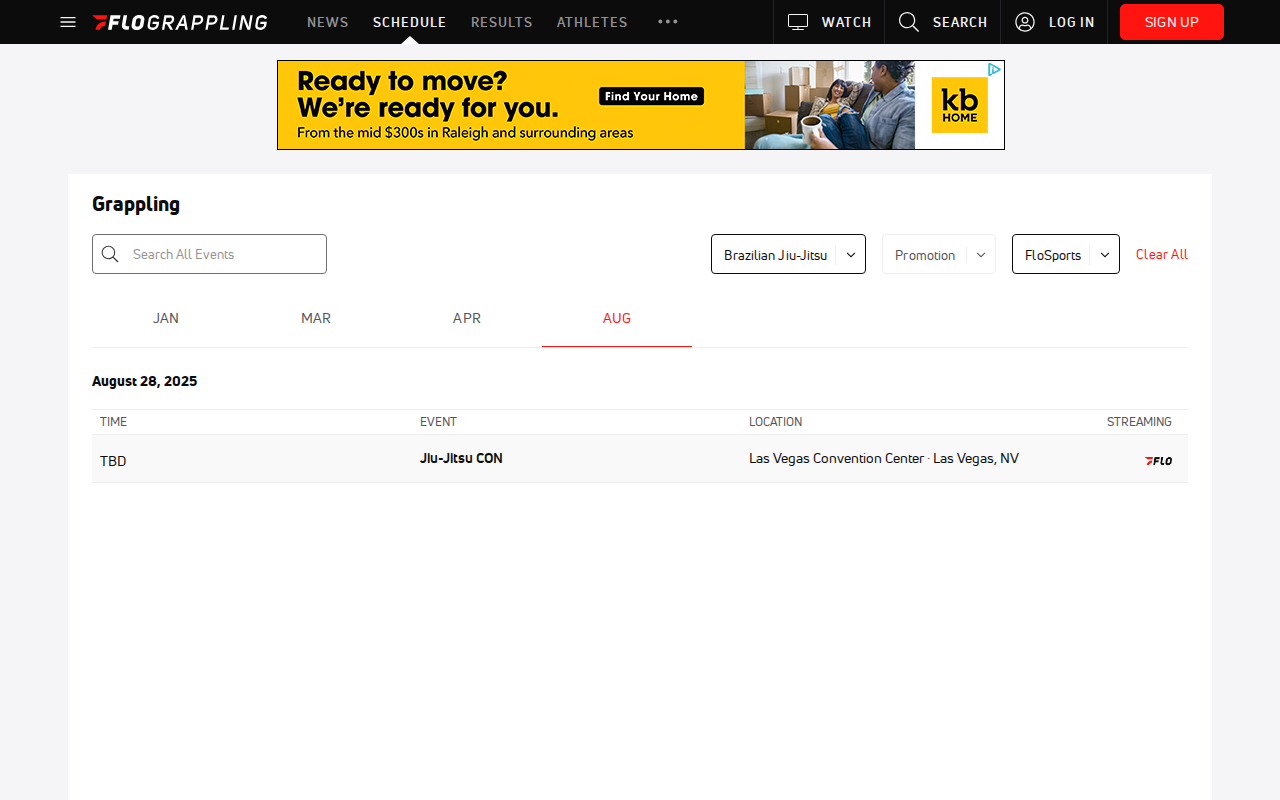 FLOGRAPPLING NEWS SCHEDULE RESULTS ATHLETES WATCH SEARCH LOG IN SIGN UP
Ready to move?
We're ready for you.
From the mid $300s in Raleigh and surrounding areas
Find Your Home
kb
HOME
Grappling
Search All Events Brazilian Jiu-Jitsu Promotion FloSports Clear All
JAN MAR APR AUG
August 28, 2025
TIME EVENT LOCATION STREAMING
TBD Jiu-Jitsu CON Las Vegas Convention Center · Las Vegas, NV FLO